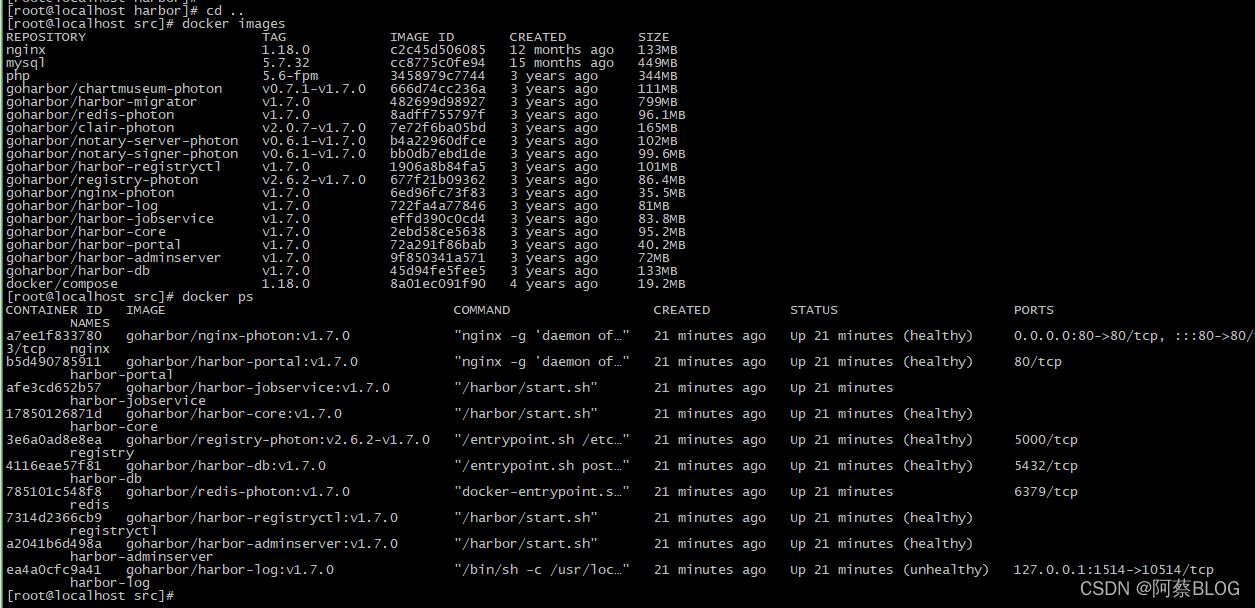 [root@localhost harbor]# cd ..
[root@localhost src]# docker images
REPOSITORY TAG IMAGE ID CREATED SIZE
nginx 1.18.0 c2c45d506085 12 months ago 133MB
mysql 5.7.32 cc8775c0fe94 15 months ago 449MB
php 5.6-fpm 3458979c7744 3 years ago 344MB
goharbor/chartmuseum-photon v0.7.1-v1.7.0 666d74cc236a 3 years ago 111MB
goharbor/harbor-migrator v1.7.0 482699d98927 3 years ago 799MB
goharbor/redis-photon v1.7.0 8adff755797f 3 years ago 96.1MB
goharbor/clair-photon v2.0.7-v1.7.0 7e72f6ba05bd 3 years ago 165MB
goharbor/notary-server-photon v0.6.1-v1.7.0 b4a22960dfce 3 years ago 102MB
goharbor/notary-signer-photon v0.6.1-v1.7.0 bb0db7ebd1de 3 years ago 99.6MB
goharbor/harbor-registryctl v1.7.0 1906a8b84fa5 3 years ago 101MB
goharbor/registry-photon v2.6.2-v1.7.0 677f21b09362 3 years ago 86.4MB
goharbor/nginx-photon v1.7.0 6ed96fc73f83 3 years ago 35.5MB
goharbor/harbor-log v1.7.0 722fa4a77846 3 years ago 81MB
goharbor/harbor-jobservice v1.7.0 effd390c0cd4 3 years ago 83.8MB
goharbor/harbor-core v1.7.0 2ebd58ce5638 3 years ago 95.2MB
goharbor/harbor-portal v1.7.0 72a291f86bab 3 years ago 40.2MB
goharbor/harbor-adminserver v1.7.0 9f850341a571 3 years ago 72MB
goharbor/harbor-db v1.7.0 45d94fe5fee5 3 years ago 133MB
docker/compose 1.18.0 8a01ec091f90 4 years ago 19.2MB
[root@localhost src]# docker ps
CONTAINER ID IMAGE COMMAND CREATED STATUS PORTS
NAMES
a7ee1f833780 goharbor/nginx-photon:v1.7.0 "nginx -g 'daemon of…" 21 minutes ago Up 21 minutes (healthy) 0.0.0.0:80->80/tcp, :::80->80/
3/tcp nginx
b5d490785911 goharbor/harbor-portal:v1.7.0 "nginx -g 'daemon of…" 21 minutes ago Up 21 minutes (healthy) 80/tcp
harbor-portal
afe3cd652b57 goharbor/harbor-jobservice:v1.7.0 "/harbor/start.sh" 21 minutes ago Up 21 minutes
harbor-jobservice
17850126871d goharbor/harbor-core:v1.7.0 "/harbor/start.sh" 21 minutes ago Up 21 minutes (healthy)
harbor-core
3e6a0ad8e8ea goharbor/registry-photon:v2.6.2-v1.7.0 "/entrypoint.sh /etc…" 21 minutes ago Up 21 minutes (healthy) 5000/tcp
registry
4116eae57f81 goharbor/harbor-db:v1.7.0 "/entrypoint.sh post…" 21 minutes ago Up 21 minutes (healthy) 5432/tcp
harbor-db
785101c548f8 goharbor/redis-photon:v1.7.0 "docker-entrypoint.s…" 21 minutes ago Up 21 minutes 6379/tcp
redis
7314d2366cb9 goharbor/harbor-registryctl:v1.7.0 "/harbor/start.sh" 21 minutes ago Up 21 minutes (healthy)
registryctl
a2041b6d498a goharbor/harbor-adminserver:v1.7.0 "/harbor/start.sh" 21 minutes ago Up 21 minutes (healthy)
harbor-adminserver
ea4a0cfc9a41 goharbor/harbor-log:v1.7.0 "/bin/sh -c /usr/loc…" 21 minutes ago Up 21 minutes (unhealthy) 127.0.0.1:1514->10514/tcp
harbor-log
[root@localhost src]#
CSDN @阿蔡BLOG